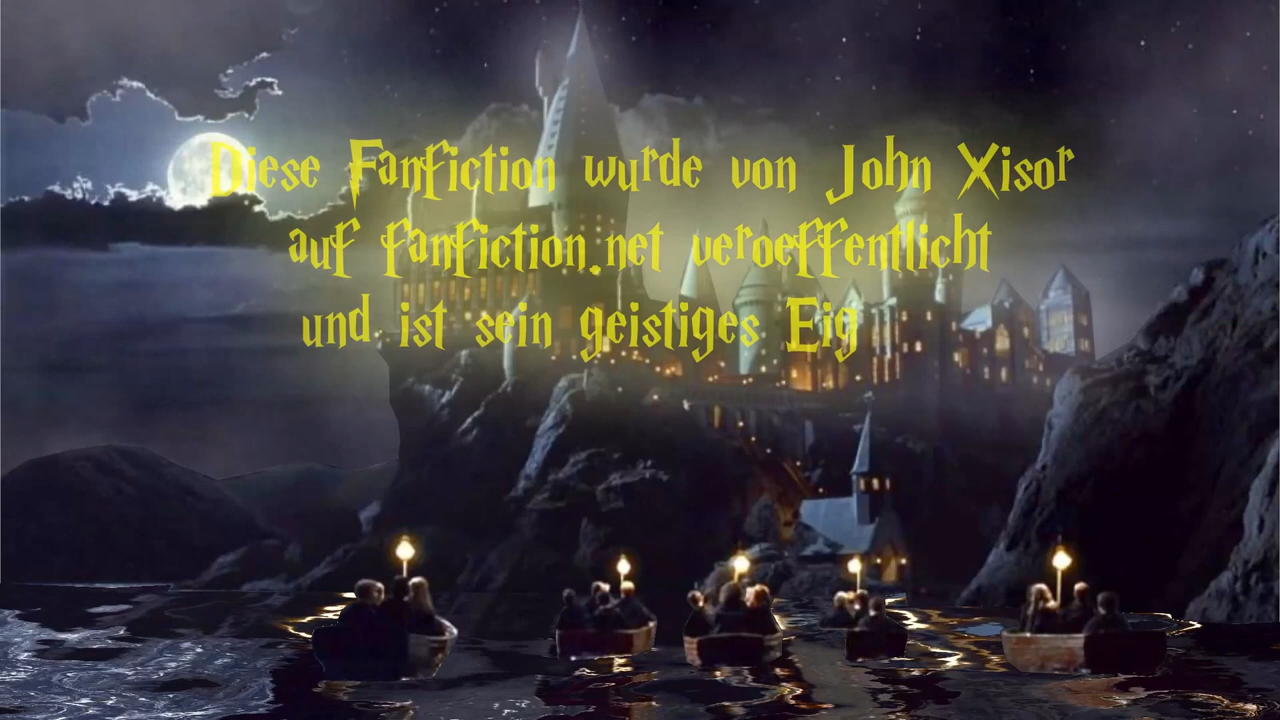 Diese Fanfiction wurde von John Xisor
auf fanfiction.net veroeffentlicht
und ist sein geistiges Eig